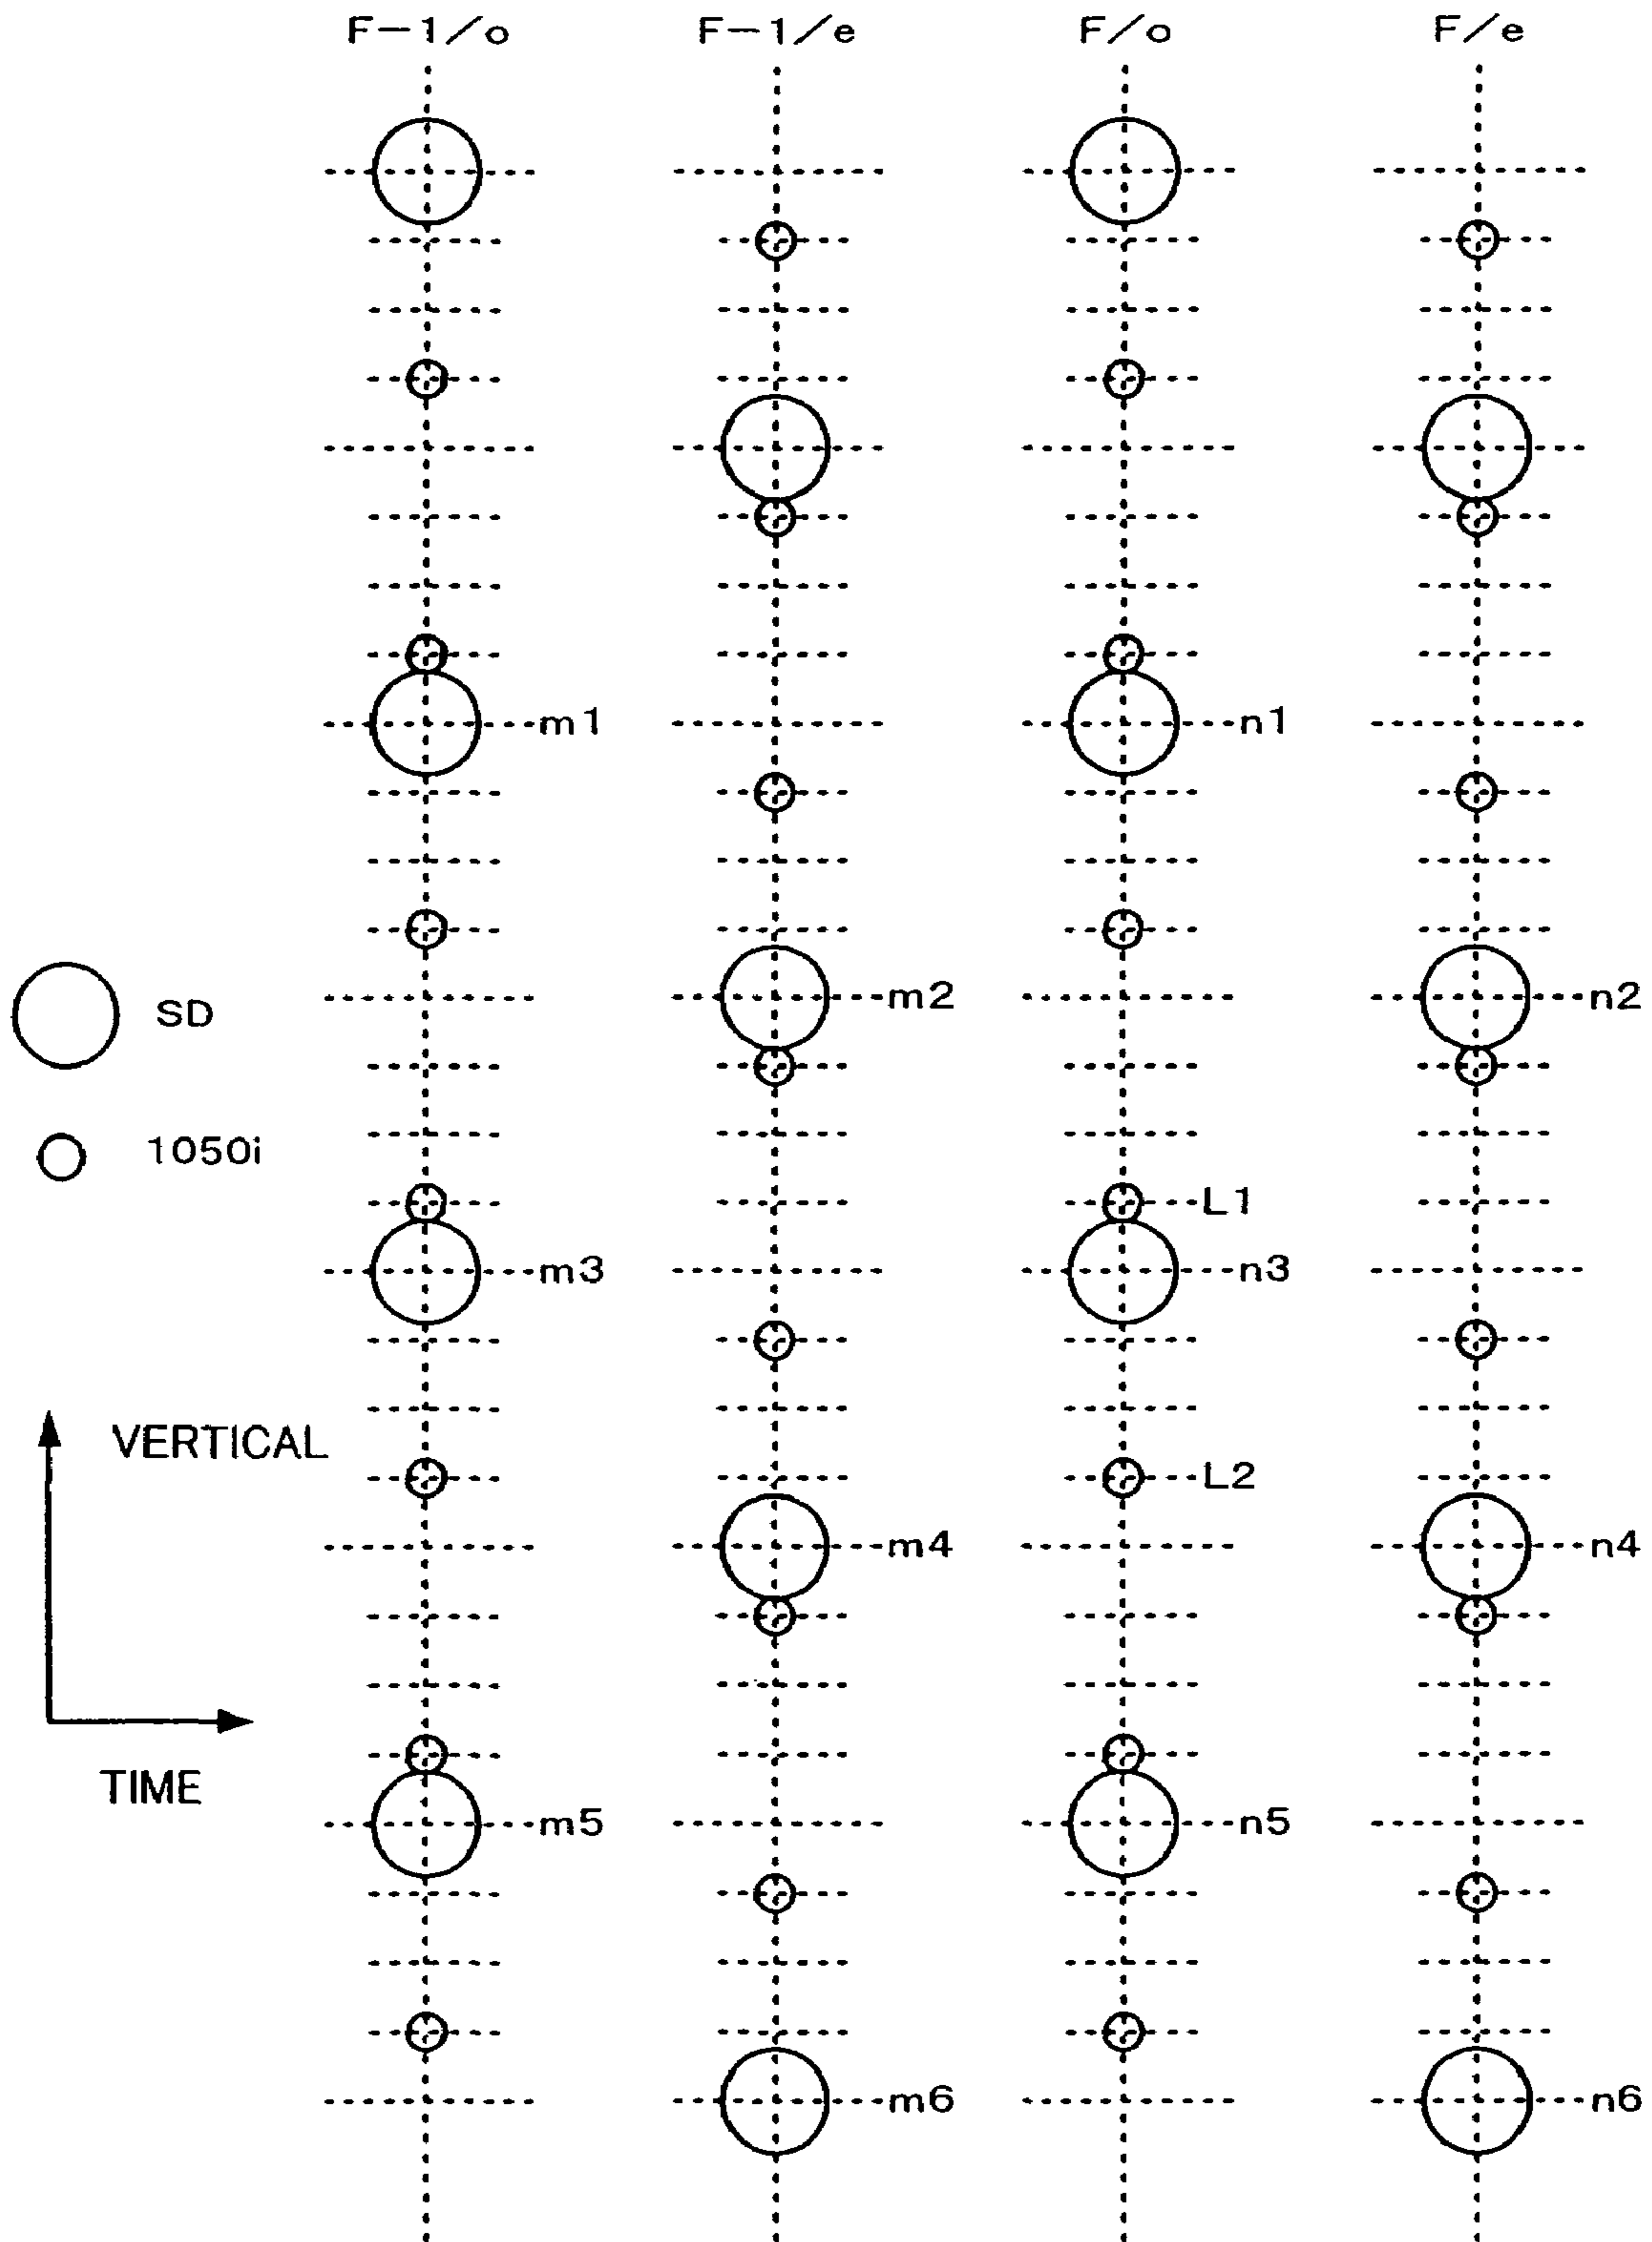 F-1/o F-1/e F/o F/e
m1 n1
m2 n2
SD
1050i
L1
m3 n3
VERTICAL
L2
m4 n4
TIME
m5 n5
m6 n6